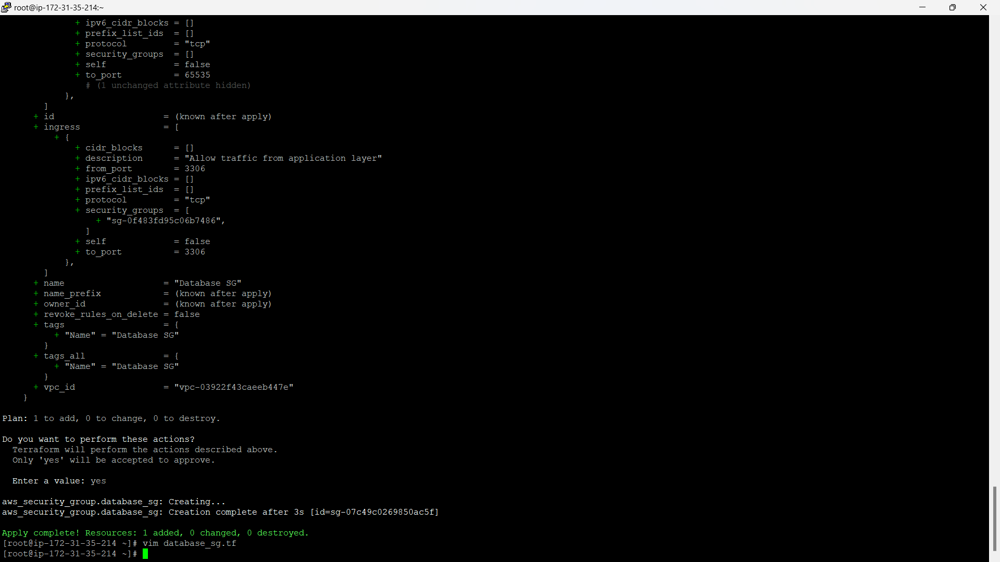 root@ip-172-31-35-214:~
+ ipv6_cidr_blocks = []
+ prefix_list_ids  = []
+ protocol         = "tcp"
+ security_groups  = []
+ self             = false
+ to_port          = 65535
# (1 unchanged attribute hidden)
},
]
+ id                     = (known after apply)
+ ingress                = [
+ {
+ cidr_blocks      = []
+ description      = "Allow traffic from application layer"
+ from_port        = 3306
+ ipv6_cidr_blocks = []
+ prefix_list_ids  = []
+ protocol         = "tcp"
+ security_groups  = [
+ "sg-0f483fd95c06b7486",
]
+ self             = false
+ to_port          = 3306
},
]
+ name                   = "Database SG"
+ name_prefix            = (known after apply)
+ owner_id               = (known after apply)
+ revoke_rules_on_delete = false
+ tags                   = {
+ "Name" = "Database SG"
}
+ tags_all               = {
+ "Name" = "Database SG"
}
+ vpc_id                 = "vpc-03922f43caeeb447e"
}
Plan: 1 to add, 0 to change, 0 to destroy.
Do you want to perform these actions?
Terraform will perform the actions described above.
Only 'yes' will be accepted to approve.
Enter a value: yes
aws_security_group.database_sg: Creating...
aws_security_group.database_sg: Creation complete after 3s [id=sg-07c49c0269850ac5f]
Apply complete! Resources: 1 added, 0 changed, 0 destroyed.
[root@ip-172-31-35-214 ~]# vim database_sg.tf
[root@ip-172-31-35-214 ~]#